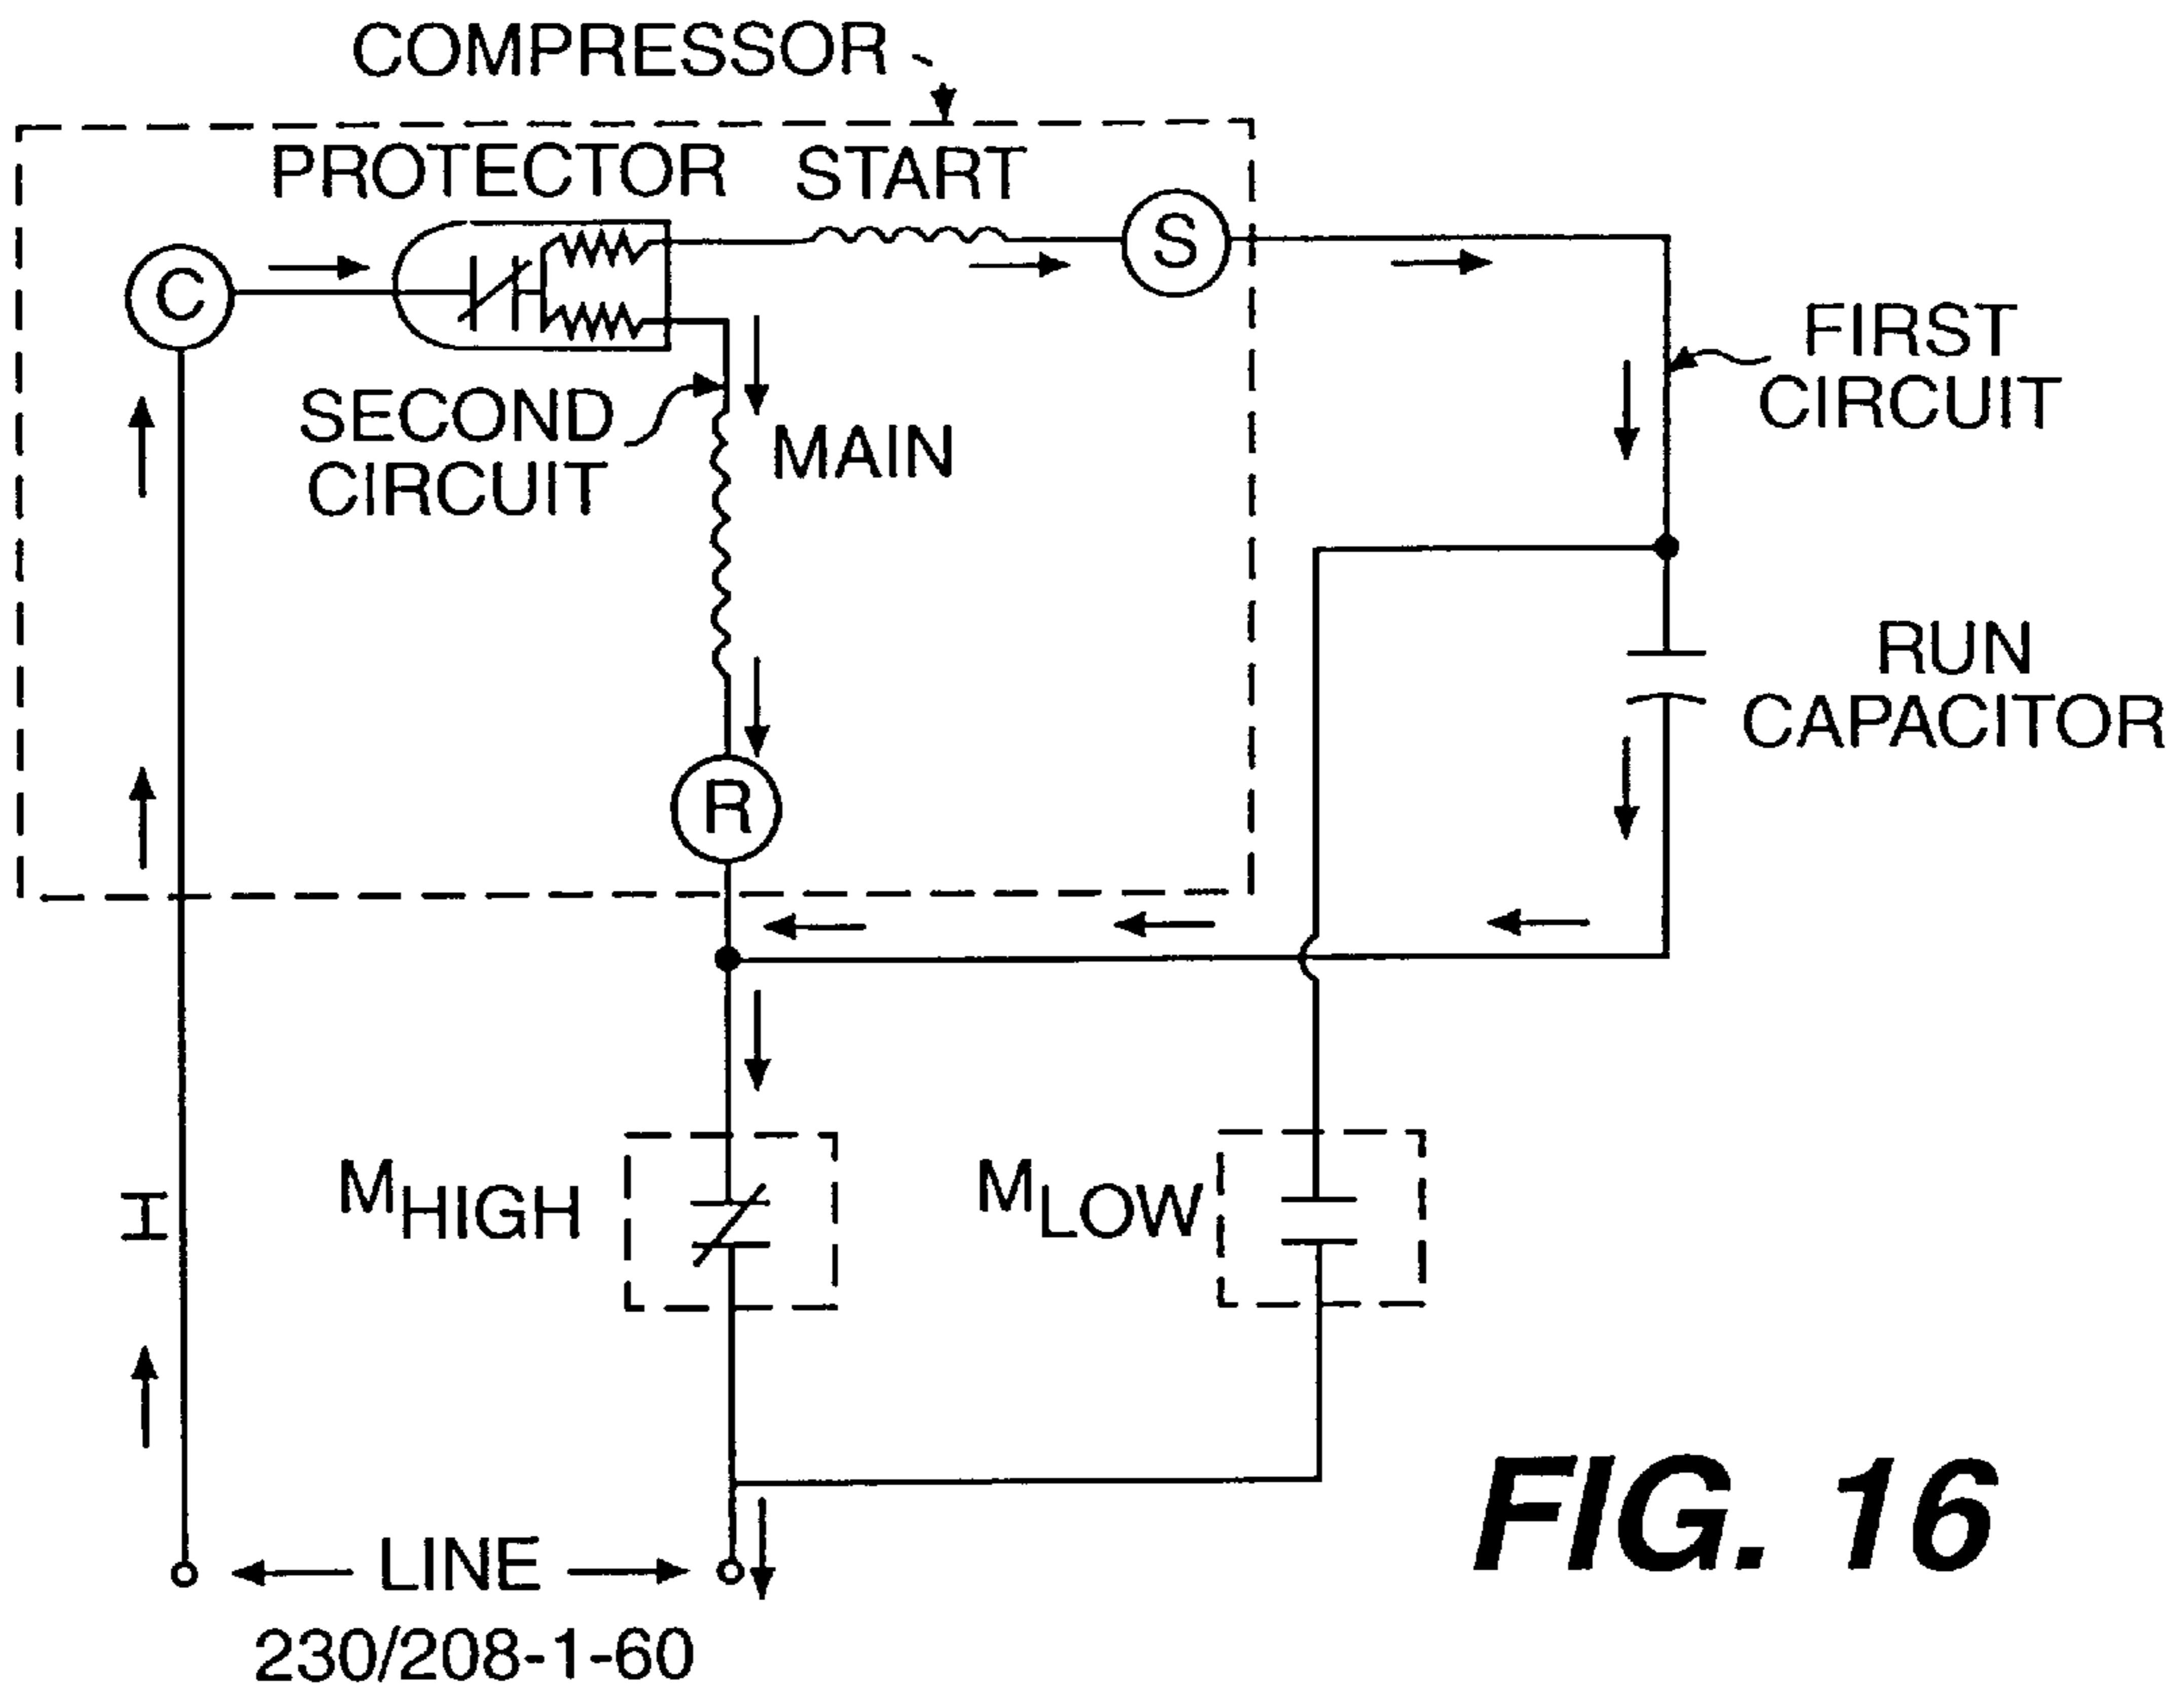 COMPRESSOR
PROTECTOR START
C
S
FIRST
CIRCUIT
SECOND
CIRCUIT
MAIN
RUN
CAPACITOR
R
I
MHIGH
MLOW
LINE
230/208-1-60
FIG. 16